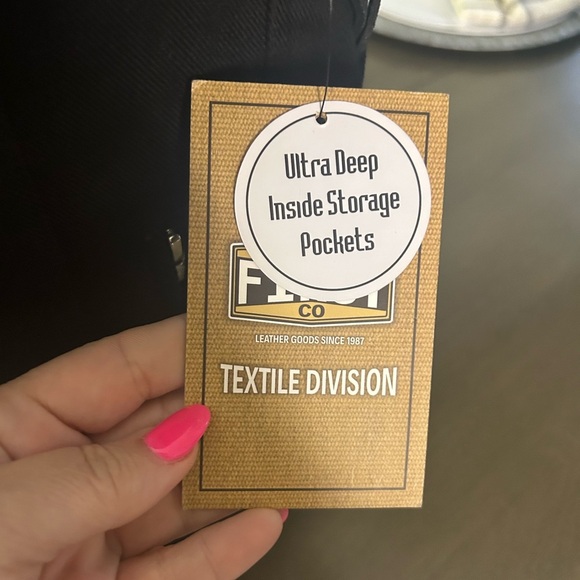 Ultra Deep
Inside Storage
Pockets
CO
LEATHER GOODS SINCE 1987
TEXTILE DIVISION